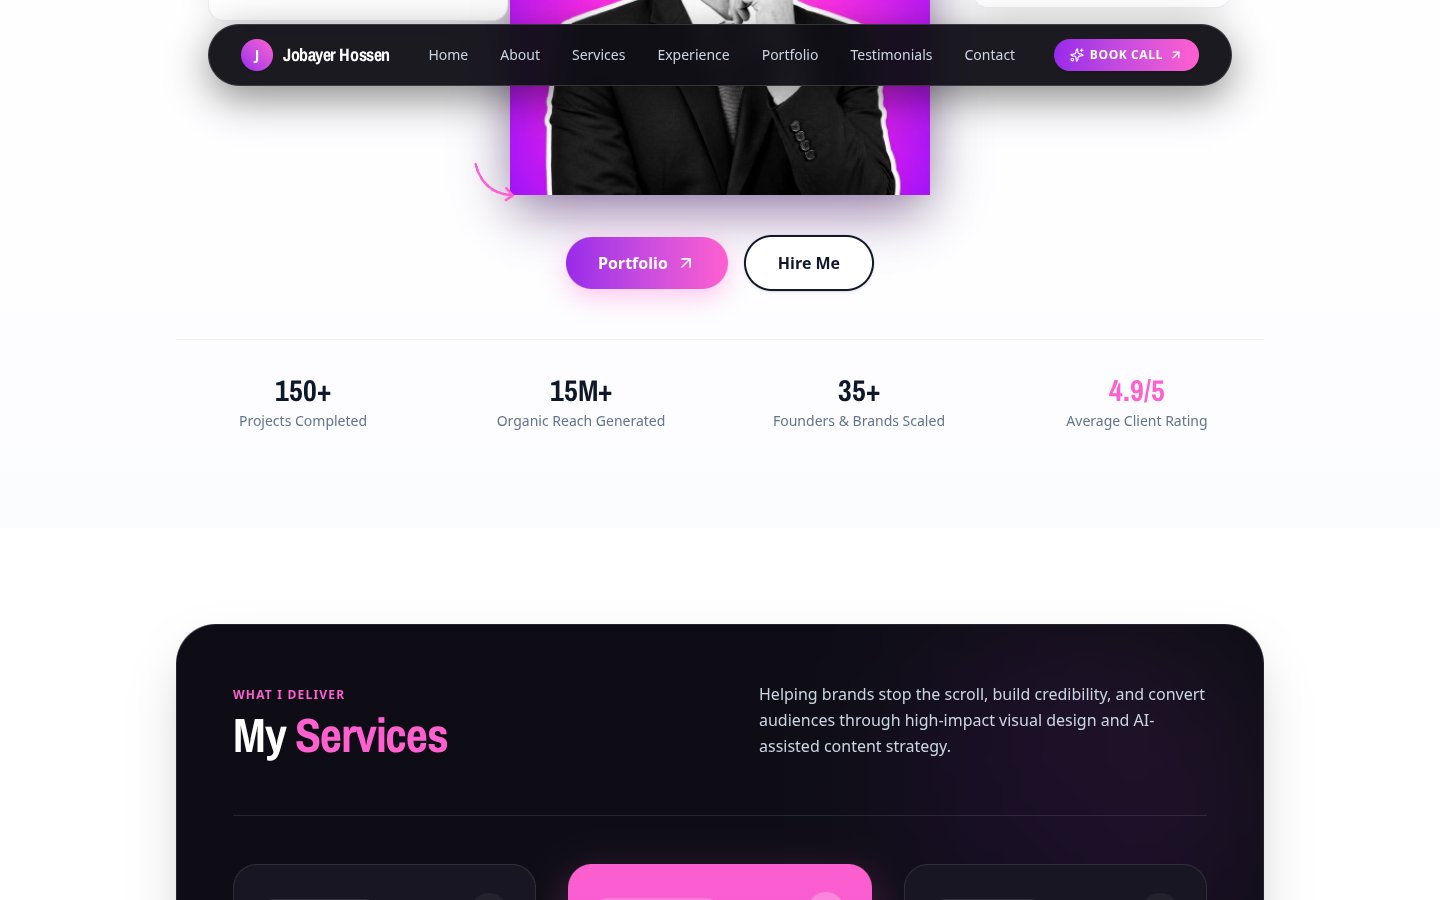 J
Jobayer Hossen
Home
About
Services
Experience
Portfolio
Testimonials
Contact
BOOK CALL
Portfolio
Hire Me
150+
Projects Completed
15M+
Organic Reach Generated
35+
Founders & Brands Scaled
4.9/5
Average Client Rating
WHAT I DELIVER
My Services
Helping brands stop the scroll, build credibility, and convert
audiences through high-impact visual design and AI-
assisted content strategy.